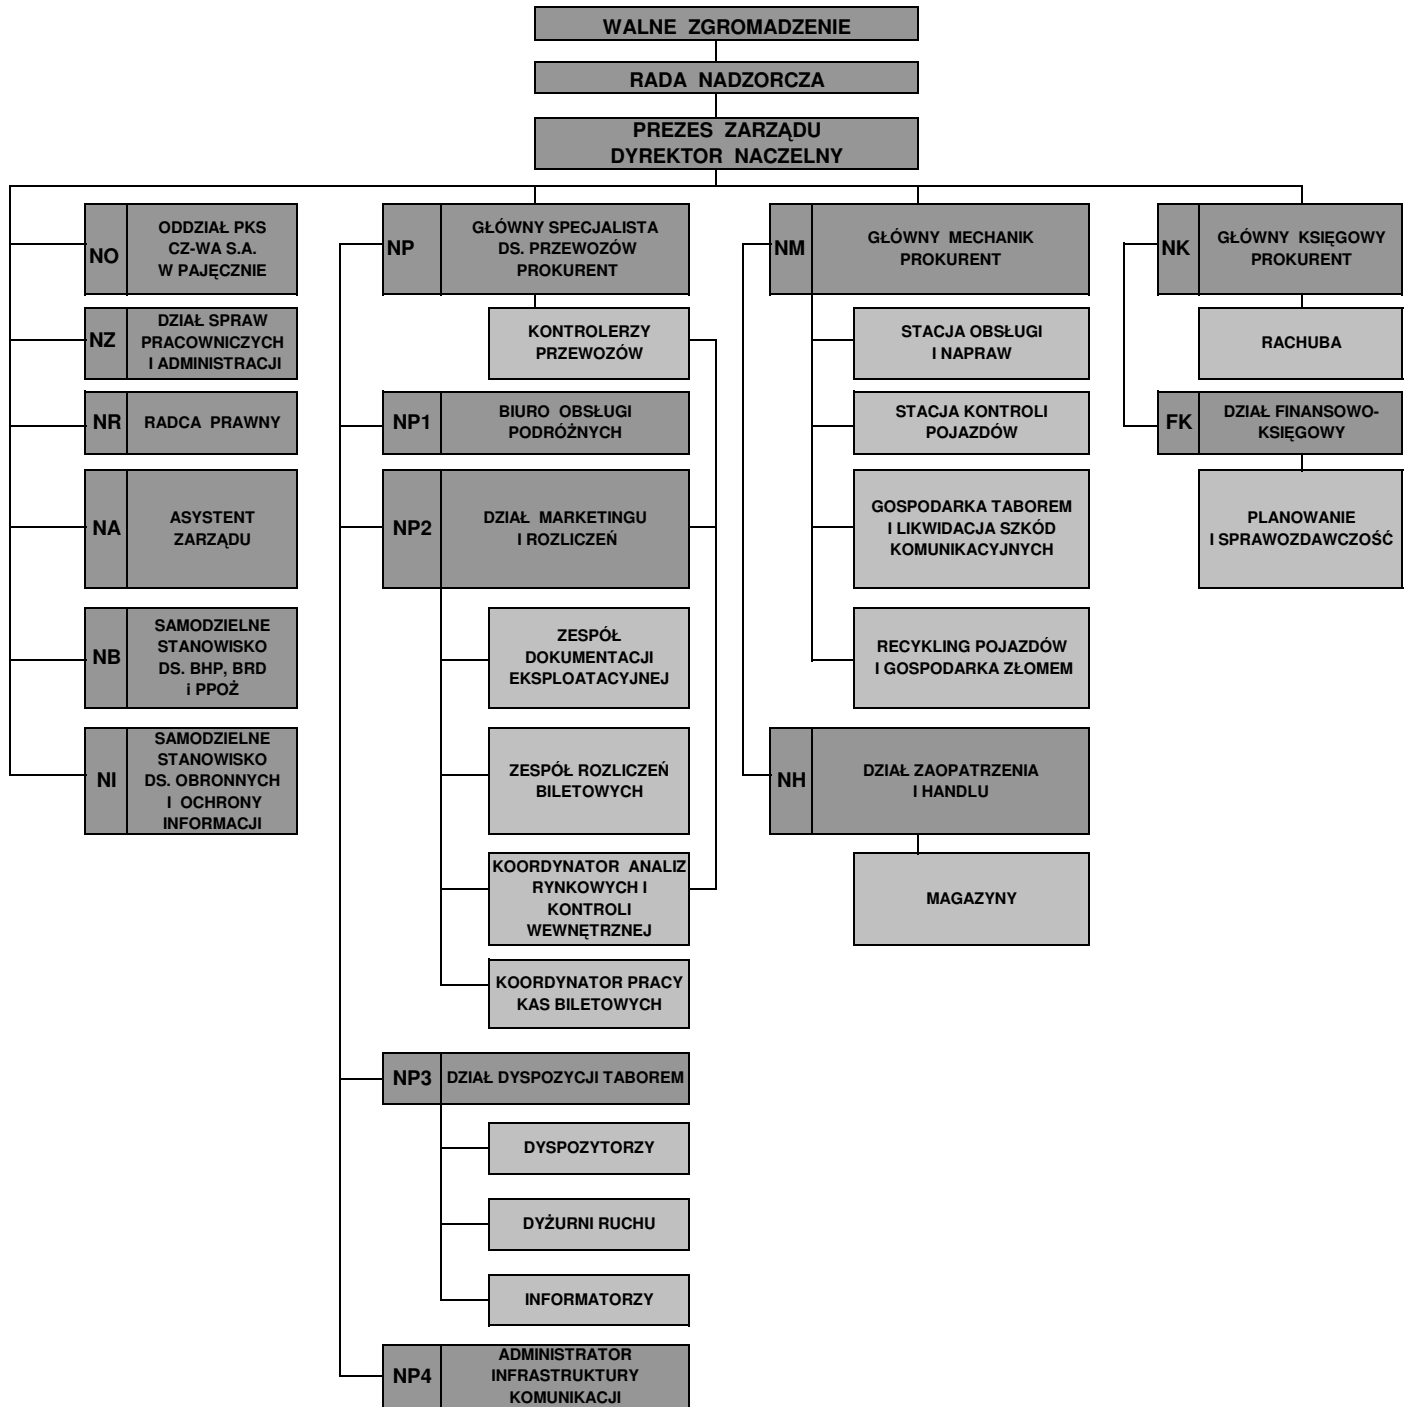 WALNE ZGROMADZENIE
RADA NADZORCZA
PREZES ZARZĄDU
DYREKTOR NACZELNY
NO
ODDZIAŁ PKS
CZ-WA S.A.
W PAJĘCZNIE
NZ
DZIAŁ SPRAW
PRACOWNICZYCH
I ADMINISTRACJI
NR
RADCA PRAWNY
NA
ASYSTENT
ZARZĄDU
NB
SAMODZIELNE
STANOWISKO
DS. BHP, BRD
i PPOŻ
NI
SAMODZIELNE
STANOWISKO
DS. OBRONNYCH
I OCHRONY
INFORMACJI
NP
GŁÓWNY SPECJALISTA
DS. PRZEWOZÓW
PROKURENT
KONTROLERZY
PRZEWOZÓW
NP1
BIURO OBSŁUGI
PODRÓŻNYCH
NP2
DZIAŁ MARKETINGU
I ROZLICZEŃ
ZESPÓŁ
DOKUMENTACJI
EKSPLOATACYJNEJ
ZESPÓŁ ROZLICZEŃ
BILETOWYCH
KOORDYNATOR ANALIZ
RYNKOWYCH I
KONTROLI
WEWNĘTRZNEJ
KOORDYNATOR PRACY
KAS BILETOWYCH
NP3
DZIAŁ DYSPOZYCJI TABOREM
DYSPOZYTORZY
DYŻURNI RUCHU
INFORMATORZY
NP4
ADMINISTRATOR
INFRASTRUKTURY
KOMUNIKACJI
NM
GŁÓWNY MECHANIK
PROKURENT
STACJA OBSŁUGI
I NAPRAW
STACJA KONTROLI
POJAZDÓW
GOSPODARKA TABOREM
I LIKWIDACJA SZKÓD
KOMUNIKACYJNYCH
RECYKLING POJAZDÓW
I GOSPODARKA ZŁOMEM
NH
DZIAŁ ZAOPATRZENIA
I HANDLU
MAGAZYNY
NK
GŁÓWNY KSIĘGOWY
PROKURENT
RACHUBA
FK
DZIAŁ FINANSOWO-
KSIĘGOWY
PLANOWANIE
I SPRAWOZDAWCZOŚĆ